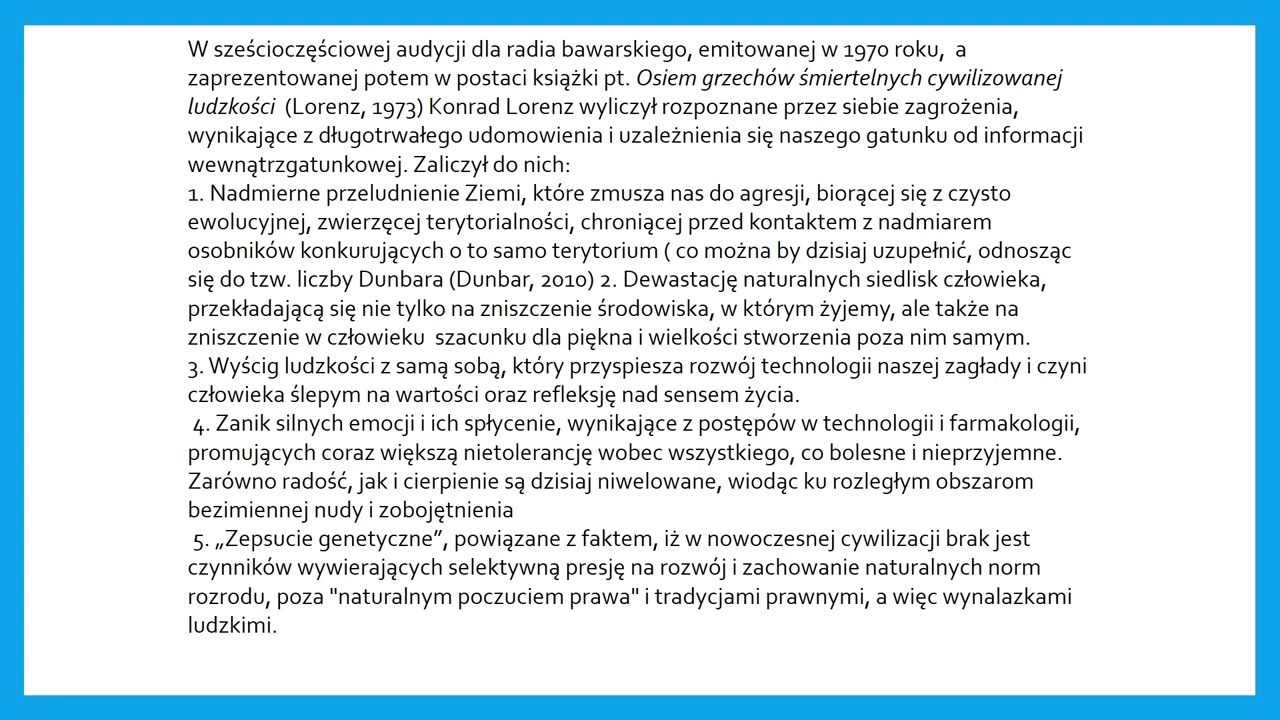 W sześcioczęściowej audycji dla radia bawarskiego, emitowanej w 1970 roku,  a
zaprezentowanej potem w postaci książki pt. Osiem grzechów śmiertelnych cywilizowanej
ludzkości  (Lorenz, 1973) Konrad Lorenz wyliczył rozpoznane przez siebie zagrożenia,
wynikające z długotrwałego udomowienia i uzależnienia się naszego gatunku od informacji
wewnątrzgatunkowej. Zaliczył do nich:
1. Nadmierne przeludnienie Ziemi, które zmusza nas do agresji, biorącej się z czysto
ewolucyjnej, zwierzęcej terytorialności, chroniącej przed kontaktem z nadmiarem
osobników konkurujących o to samo terytorium ( co można by dzisiaj uzupełnić, odnosząc
się do tzw. liczby Dunbara (Dunbar, 2010) 2. Dewastację naturalnych siedlisk człowieka,
przekładającą się nie tylko na zniszczenie środowiska, w którym żyjemy, ale także na
zniszczenie w człowieku  szacunku dla piękna i wielkości stworzenia poza nim samym.
3. Wyścig ludzkości z samą sobą, który przyspiesza rozwój technologii naszej zagłady i czyni
człowieka ślepym na wartości oraz refleksję nad sensem życia.
4. Zanik silnych emocji i ich spłycenie, wynikające z postępów w technologii i farmakologii,
promujących coraz większą nietolerancję wobec wszystkiego, co bolesne i nieprzyjemne.
Zarówno radość, jak i cierpienie są dzisiaj niwelowane, wiodąc ku rozległym obszarom
bezimiennej nudy i zobojętnienia
5. „Zepsucie genetyczne”, powiązane z faktem, iż w nowoczesnej cywilizacji brak jest
czynników wywierających selektywną presję na rozwój i zachowanie naturalnych norm
rozrodu, poza "naturalnym poczuciem prawa" i tradycjami prawnymi, a więc wynalazkami
ludzkimi.